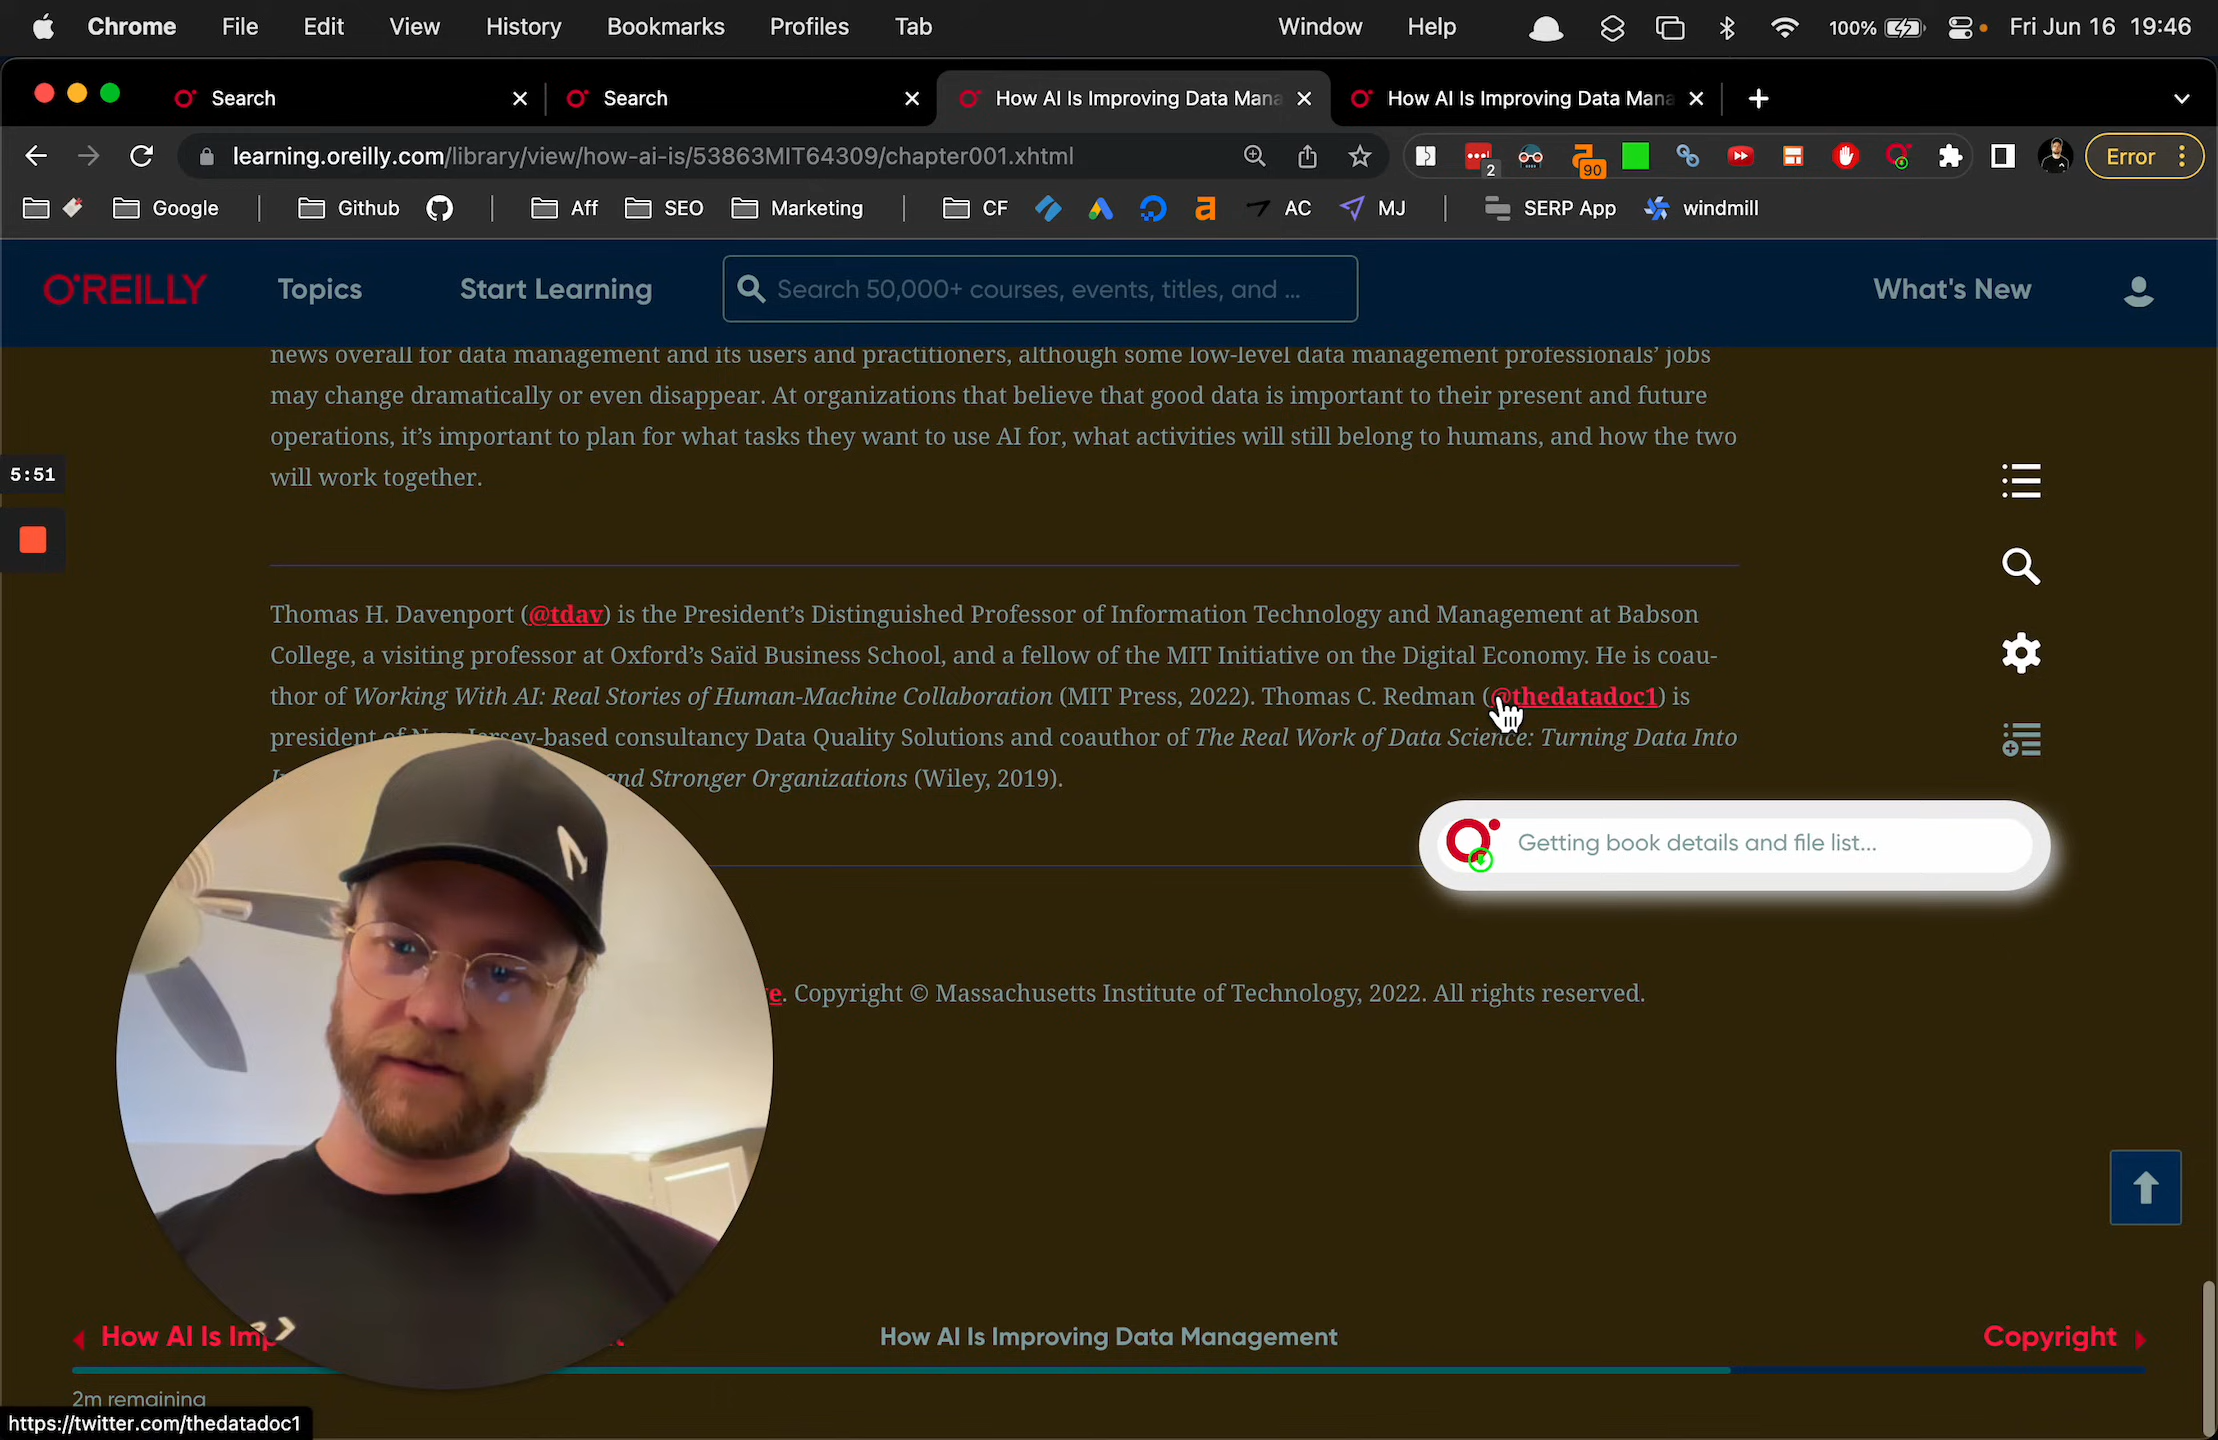 Chrome File Edit View History Bookmarks Profiles Tab Window Help 100% Fri Jun 16 19:46
Search Search How AI Is Improving Data Mana How AI Is Improving Data Mana
learning.oreilly.com/library/view/how-ai-is/53863MIT64309/chapter001.xhtml 2 90 Error
Google Github Aff SEO Marketing CF AC MJ SERP App windmill
O'REILLY Topics Start Learning Search 50,000+ courses, events, titles, and ... What's New
news overall for data management and its users and practitioners, although some low-level data management professionals’ jobs
may change dramatically or even disappear. At organizations that believe that good data is important to their present and future
operations, it’s important to plan for what tasks they want to use AI for, what activities will still belong to humans, and how the two
will work together.
5:51
Thomas H. Davenport (@tdav) is the President’s Distinguished Professor of Information Technology and Management at Babson
College, a visiting professor at Oxford’s Saïd Business School, and a fellow of the MIT Initiative on the Digital Economy. He is coau-
thor of Working With AI: Real Stories of Human-Machine Collaboration (MIT Press, 2022). Thomas C. Redman (@thedatadoc1) is
president of New Jersey-based consultancy Data Quality Solutions and coauthor of The Real Work of Data Science: Turning Data Into
and Stronger Organizations (Wiley, 2019).
Getting book details and file list...
. Copyright © Massachusetts Institute of Technology, 2022. All rights reserved.
How AI Is Imp How AI Is Improving Data Management Copyright
2m remaining
https://twitter.com/thedatadoc1